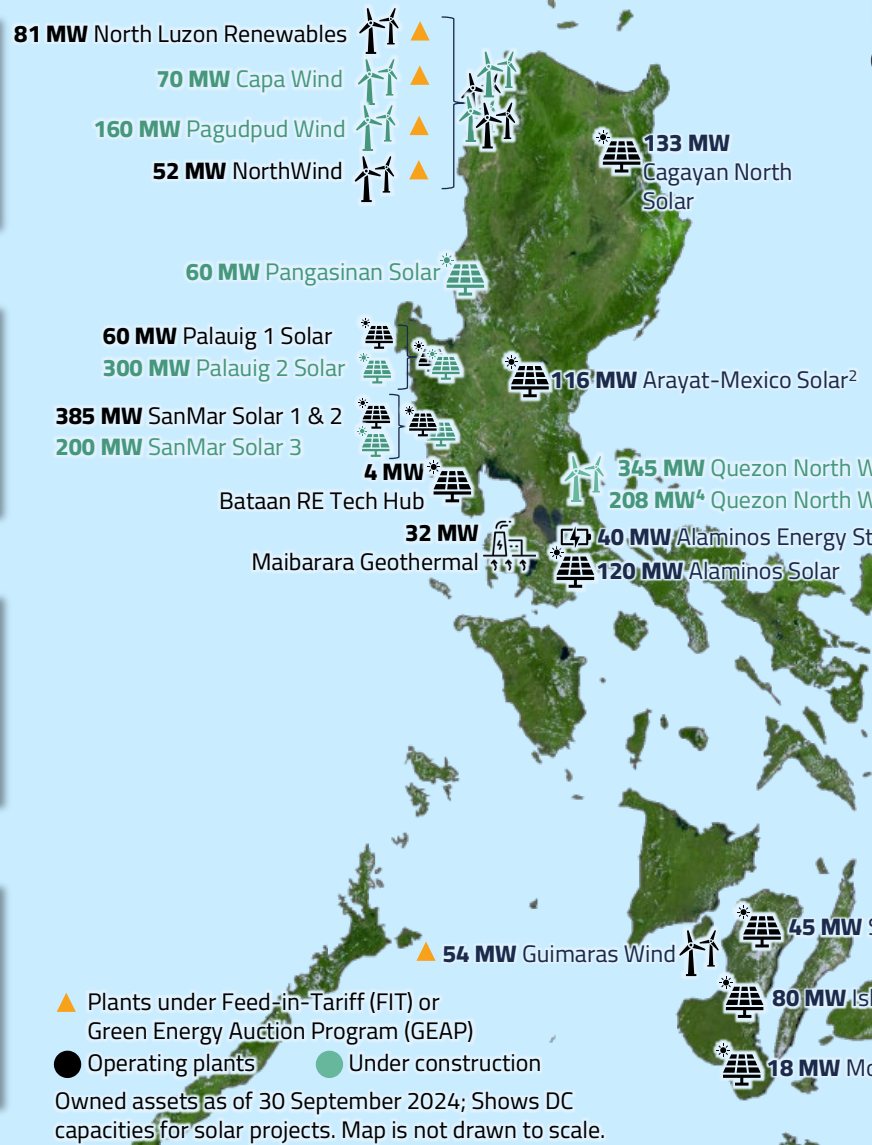 81 MW North Luzon Renewables
70 MW Capa Wind
160 MW Pagudpud Wind
52 MW NorthWind
133 MW
Cagayan North
Solar
60 MW Pangasinan Solar
60 MW Palauig 1 Solar
300 MW Palauig 2 Solar
116 MW Arayat-Mexico Solar²
385 MW SanMar Solar 1 & 2
200 MW SanMar Solar 3
4 MW
Bataan RE Tech Hub
345 MW Quezon North
208 MW⁴ Quezon North
32 MW
Maibarara Geothermal
40 MW Alaminos Energy
120 MW Alaminos Solar
45 MW
54 MW Guimaras Wind
80 MW
18 MW
Plants under Feed-in-Tariff (FIT) or
Green Energy Auction Program (GEAP)
Operating plants
Under construction
Owned assets as of 30 September 2024; Shows DC
capacities for solar projects. Map is not drawn to scale.